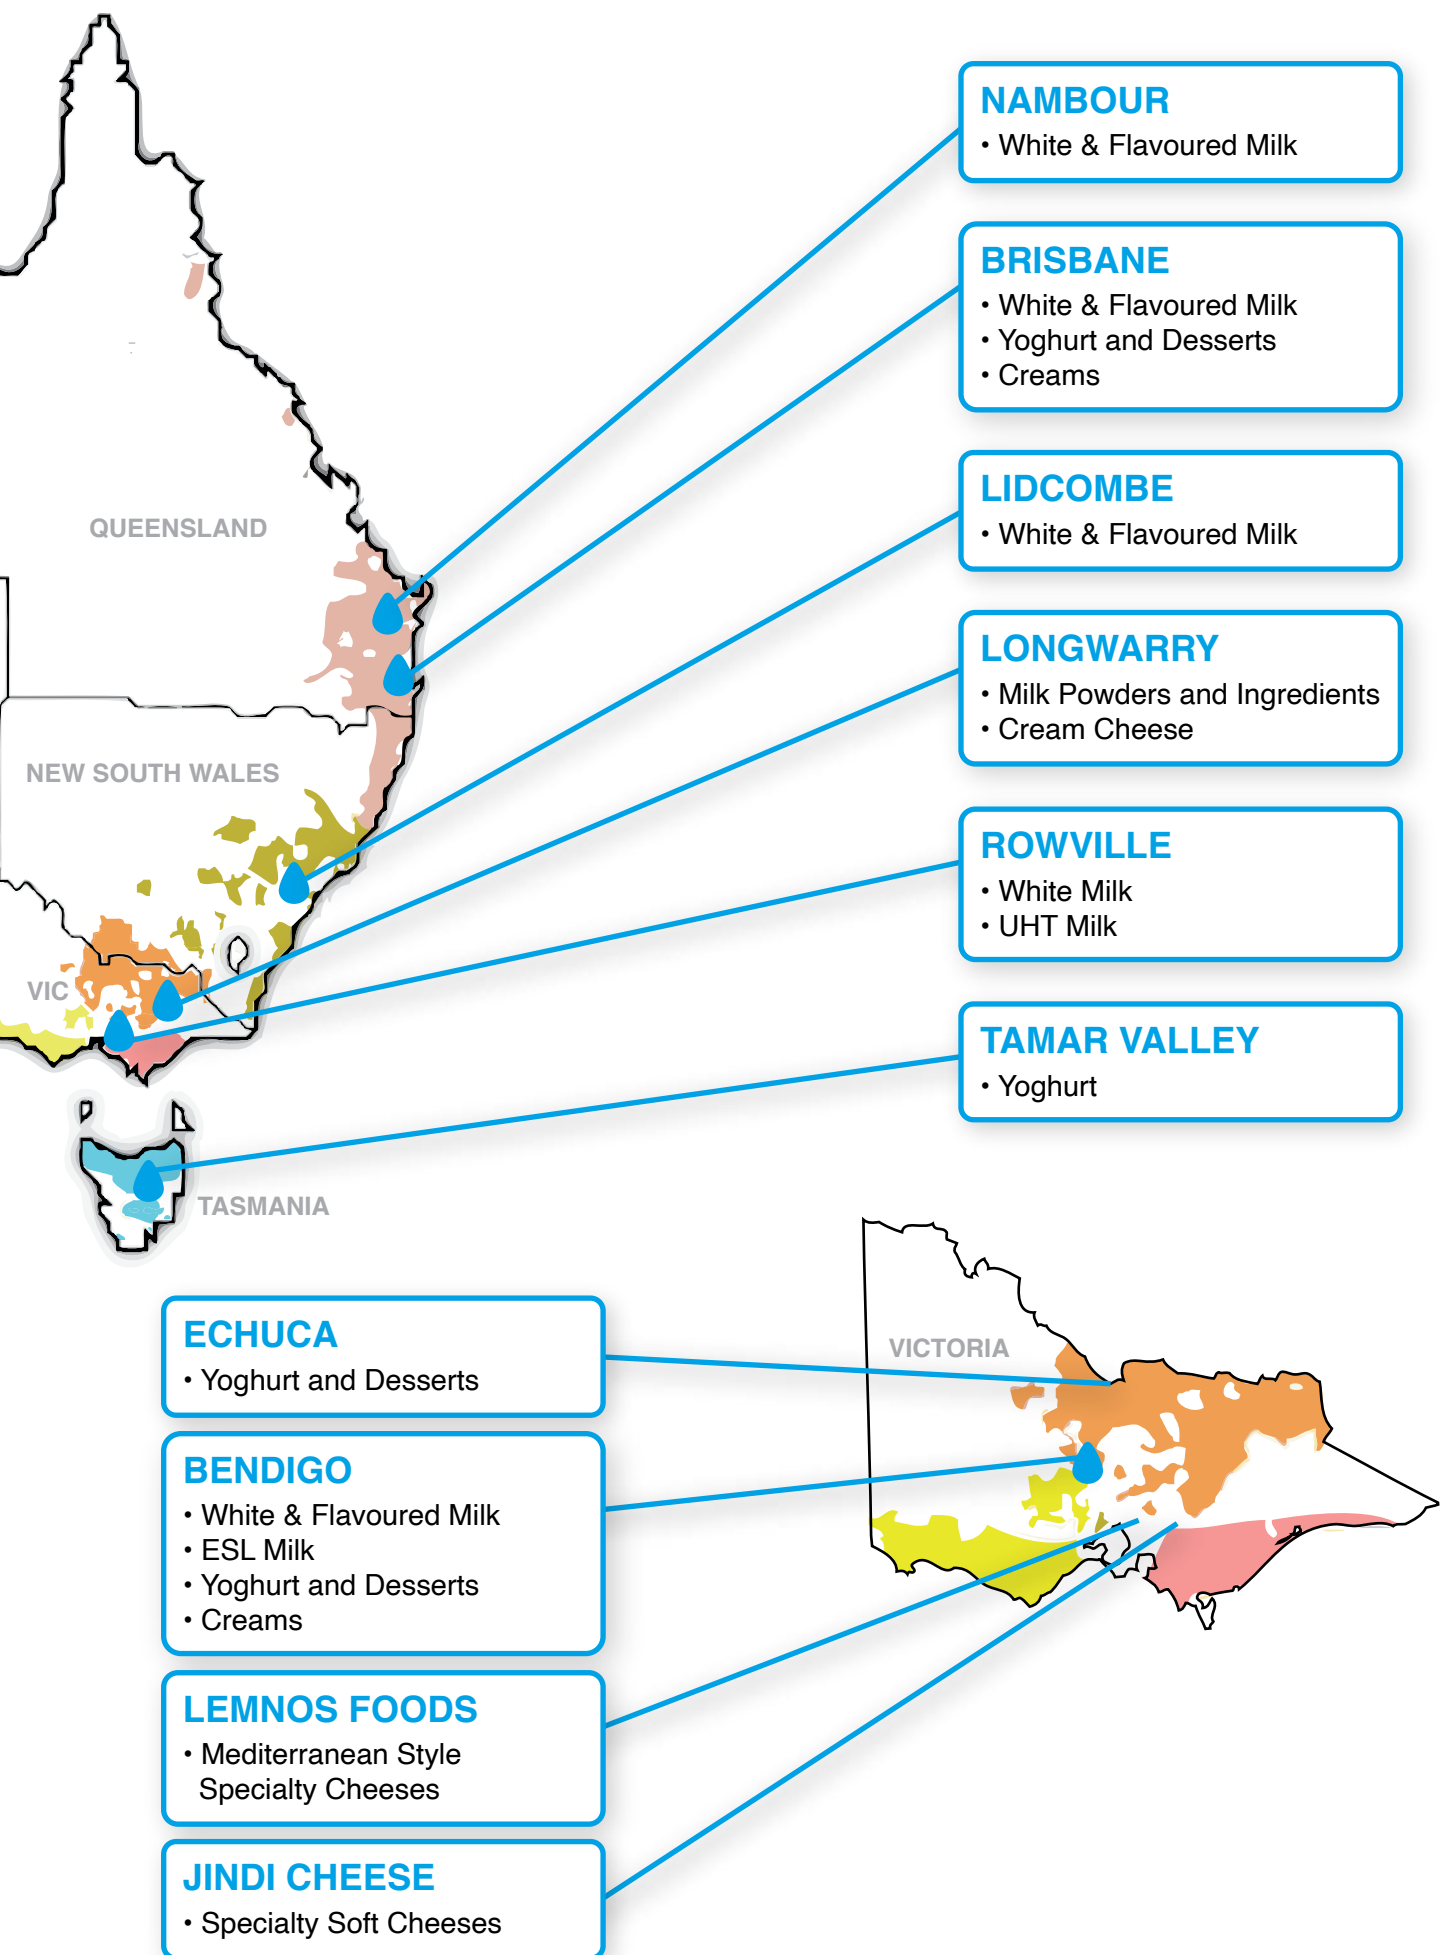 NAMBOUR
• White & Flavoured Milk
BRISBANE
• White & Flavoured Milk
• Yoghurt and Desserts
• Creams
LIDCOMBE
• White & Flavoured Milk
QUEENSLAND
LONGWARRY
• Milk Powders and Ingredients
• Cream Cheese
NEW SOUTH WALES
ROWVILLE
• White Milk
• UHT Milk
VIC
TAMAR VALLEY
• Yoghurt
TASMANIA
ECHUCA
• Yoghurt and Desserts
VICTORIA
BENDIGO
• White & Flavoured Milk
• ESL Milk
• Yoghurt and Desserts
• Creams
LEMNOS FOODS
• Mediterranean Style
Specialty Cheeses
JINDI CHEESE
• Specialty Soft Cheeses